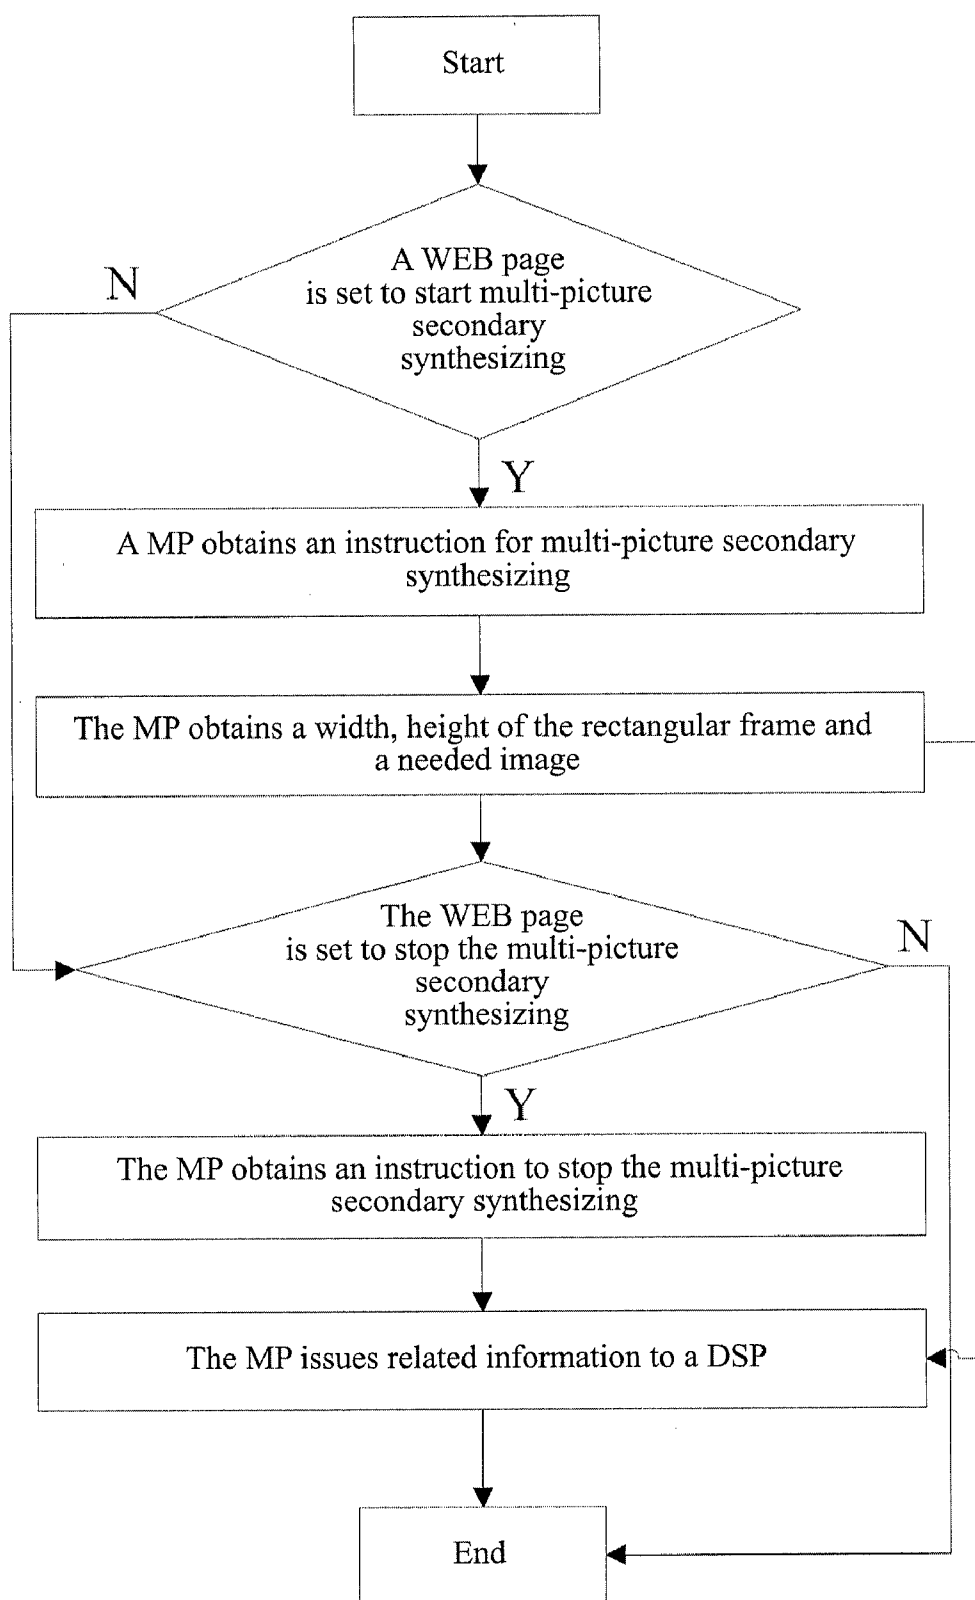 Start
A WEB page
is set to start multi-picture
secondary
synthesizing
N
Y
A MP obtains an instruction for multi-picture secondary
synthesizing
The MP obtains a width, height of the rectangular frame and
a needed image
The WEB page
is set to stop the multi-picture
secondary
synthesizing
N
Y
The MP obtains an instruction to stop the multi-picture
secondary synthesizing
The MP issues related information to a DSP
End